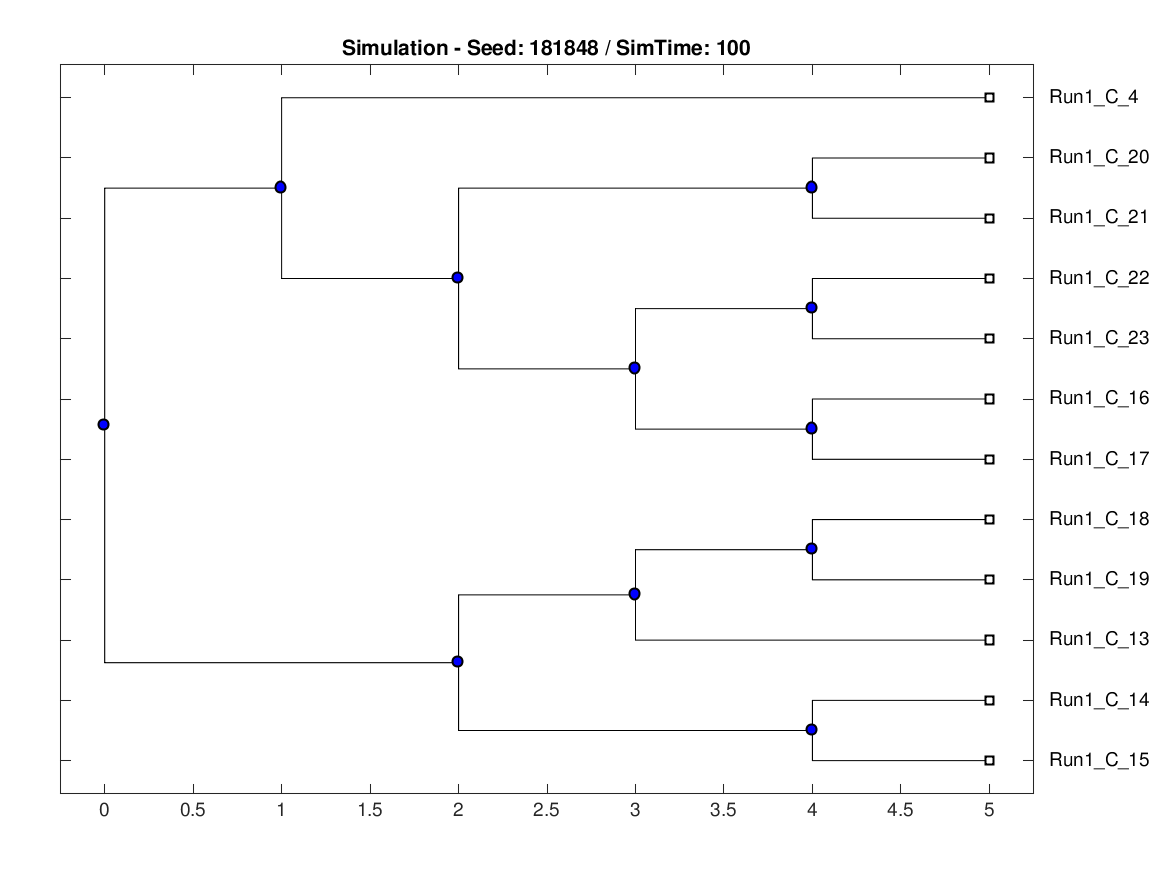 Simulation - Seed: 181848 / SimTime: 100
Run1_C_4
Run1_C_20
Run1_C_21
Run1_C_22
Run1_C_23
Run1_C_16
Run1_C_17
Run1_C_18
Run1_C_19
Run1_C_13
Run1_C_14
Run1_C_15
0 0.5 1 1.5 2 2.5 3 3.5 4 4.5 5